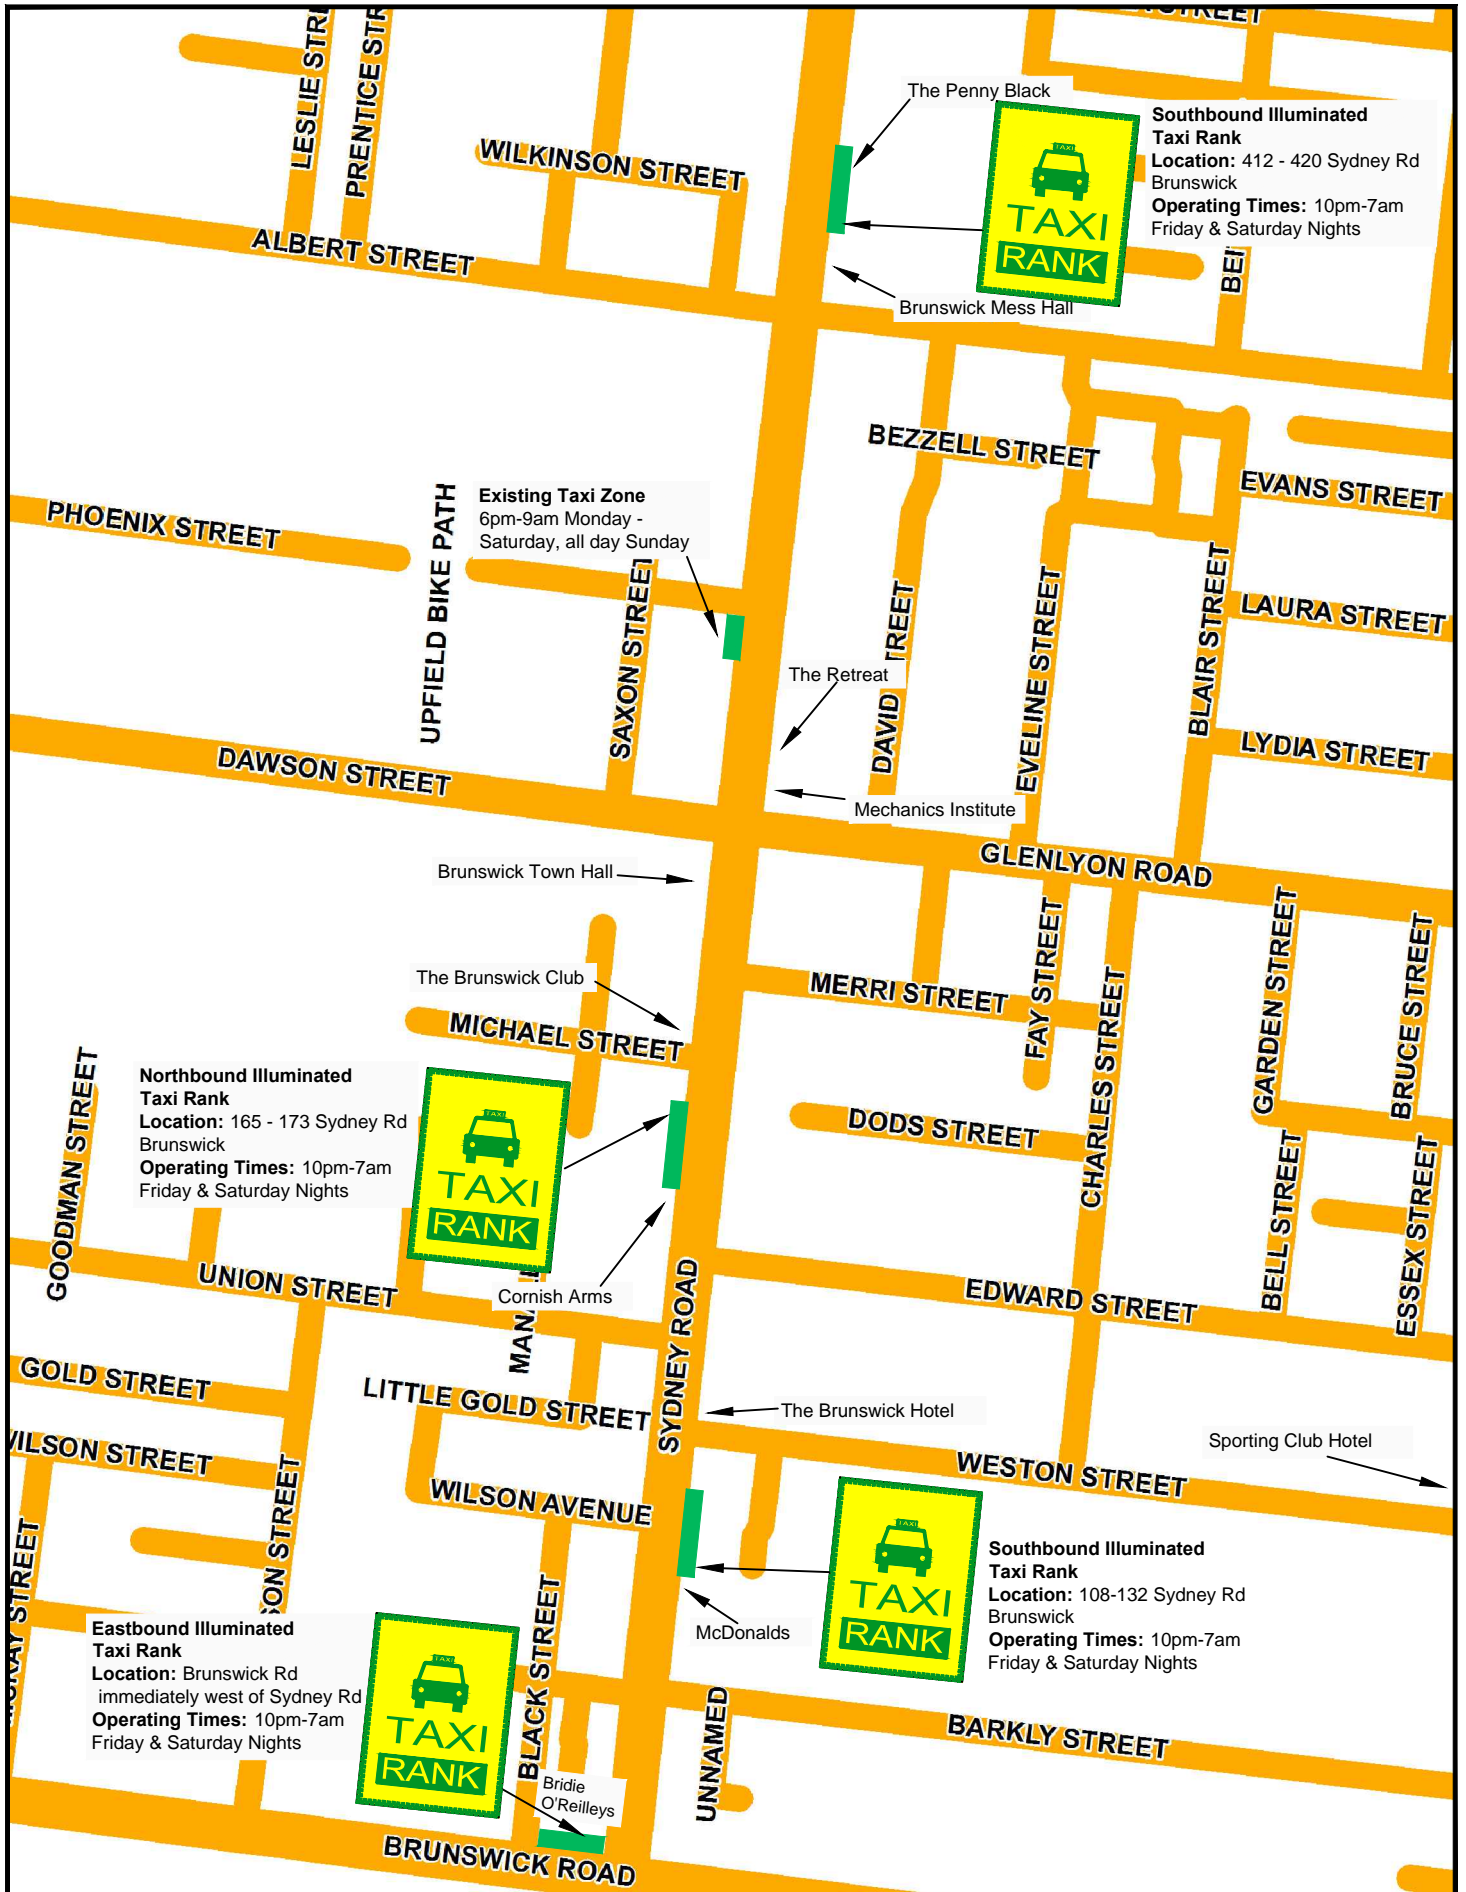 STREET
LESLIE STRE
PRENTICE STR
The Penny Black
Southbound Illuminated
Taxi Rank
Location: 412 - 420 Sydney Rd
Brunswick
Operating Times: 10pm-7am
Friday & Saturday Nights
TAXI
TAXI
RANK
WILKINSON STREET
ALBERT STREET
BEI
Brunswick Mess Hall
BEZZELL STREET
EVANS STREET
Existing Taxi Zone
6pm-9am Monday -
Saturday, all day Sunday
PHOENIX STREET
UPFIELD BIKE PATH
SAXON STREET
DAVID STREET
EVELINE STREET
BLAIR STREET
LAURA STREET
The Retreat
LYDIA STREET
DAWSON STREET
Mechanics Institute
GLENLYON ROAD
Brunswick Town Hall
The Brunswick Club
MERRI STREET
FAY STREET
CHARLES STREET
GARDEN STREET
BRUCE STREET
MICHAEL STREET
GOODMAN STREET
Northbound Illuminated
Taxi Rank
Location: 165 - 173 Sydney Rd
Brunswick
Operating Times: 10pm-7am
Friday & Saturday Nights
TAXI
TAXI
RANK
DODS STREET
BELL STREET
ESSEX STREET
UNION STREET
Cornish Arms
MAN
SYDNEY ROAD
EDWARD STREET
GOLD STREET
LITTLE GOLD STREET
The Brunswick Hotel
Sporting Club Hotel
WILSON STREET
WESTON STREET
WILSON AVENUE
SON STREET
GRAY STREET
TAXI
TAXI
RANK
Southbound Illuminated
Taxi Rank
Location: 108-132 Sydney Rd
Brunswick
Operating Times: 10pm-7am
Friday & Saturday Nights
McDonalds
Eastbound Illuminated
Taxi Rank
Location: Brunswick Rd
immediately west of Sydney Rd
Operating Times: 10pm-7am
Friday & Saturday Nights
TAXI
TAXI
RANK
BLACK STREET
UNNAMED
BARKLY STREET
Bridie
O'Reilleys
BRUNSWICK ROAD